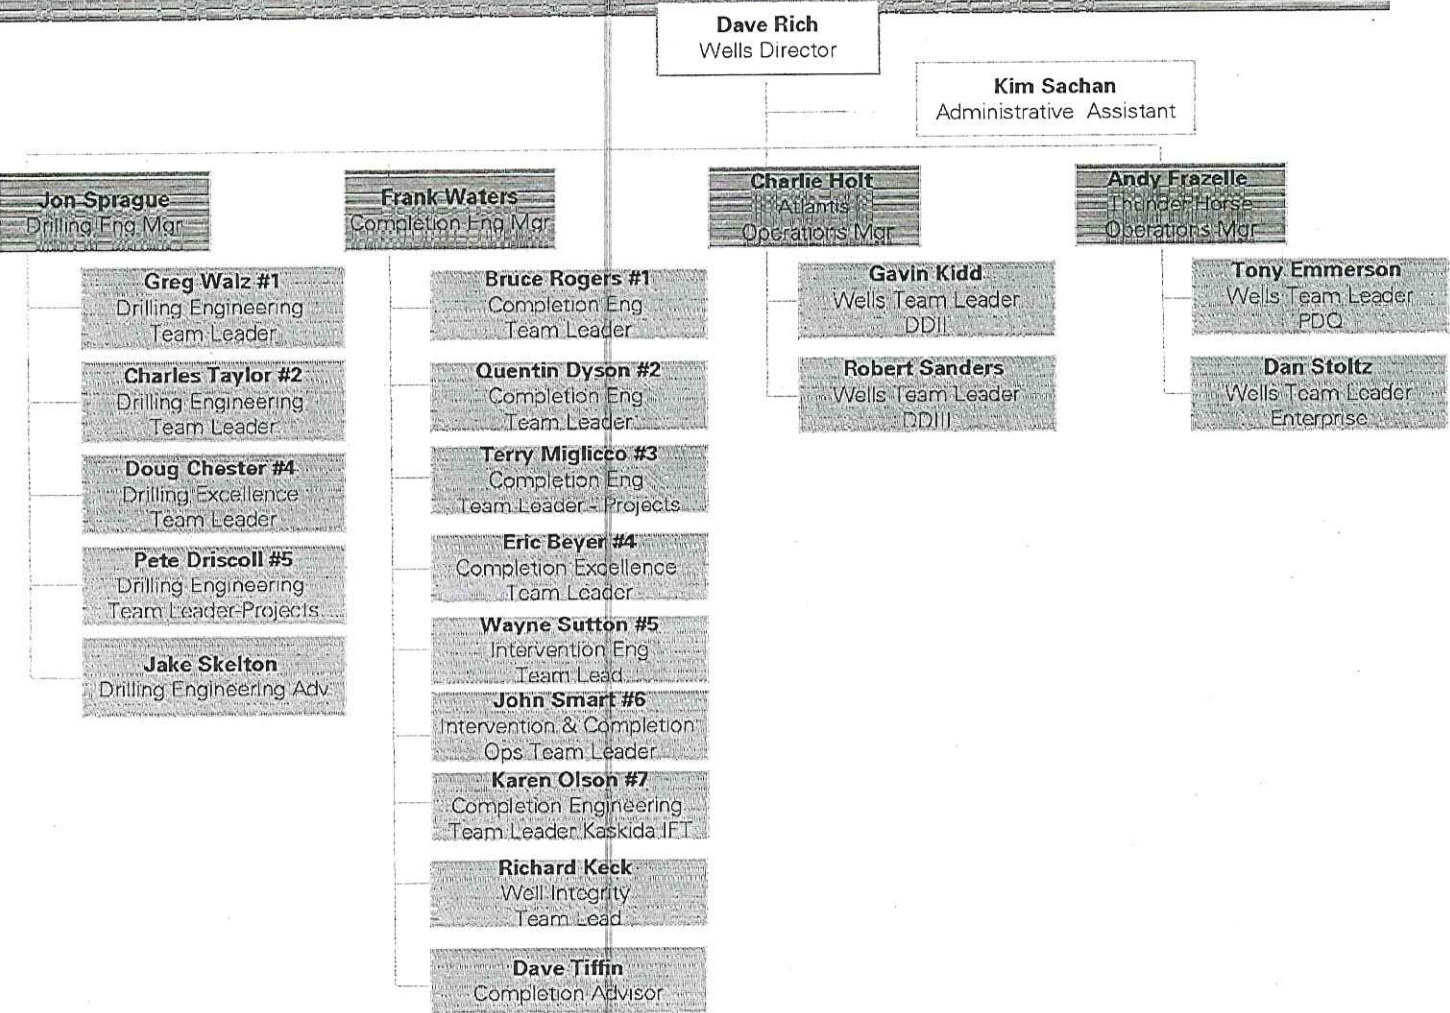 Dave Rich
Wells Director
Kim Sachan
Administrative Assistant
Jon Sprague
Drilling Eng Mgr
Frank Waters
Completion Eng Mgr
Charlie Holt
Atlantis
Operations Mgr
Andy Frazelle
Thunder Horse
Operations Mgr
Greg Walz #1
Drilling Engineering
Team Leader
Charles Taylor #2
Drilling Engineering
Team Leader
Doug Chester #4
Drilling Excellence
Team Leader
Pete Driscoll #5
Drilling Engineering
Team Leader-Projects
Jake Skelton
Drilling Engineering Adv
Bruce Rogers #1
Completion Eng
Team Leader
Quentin Dyson #2
Completion Eng
Team Leader
Terry Miglicco #3
Completion Eng
Team Leader - Projects
Eric Beyer #4
Completion Excellence
Team Leader
Wayne Sutton #5
Intervention Eng
Team Lead
John Smart #6
Intervention & Completion
Ops Team Leader
Karen Olson #7
Completion Engineering
Team Leader Kaskida IFT
Richard Keck
Well Integrity
Team Lead
Dave Tiffin
Completion Advisor
Gavin Kidd
Wells Team Leader
DDII
Robert Sanders
Wells Team Leader
DDIII
Tony Emmerson
Wells Team Leader
PDQ
Dan Stoltz
Wells Team Leader
Enterprise